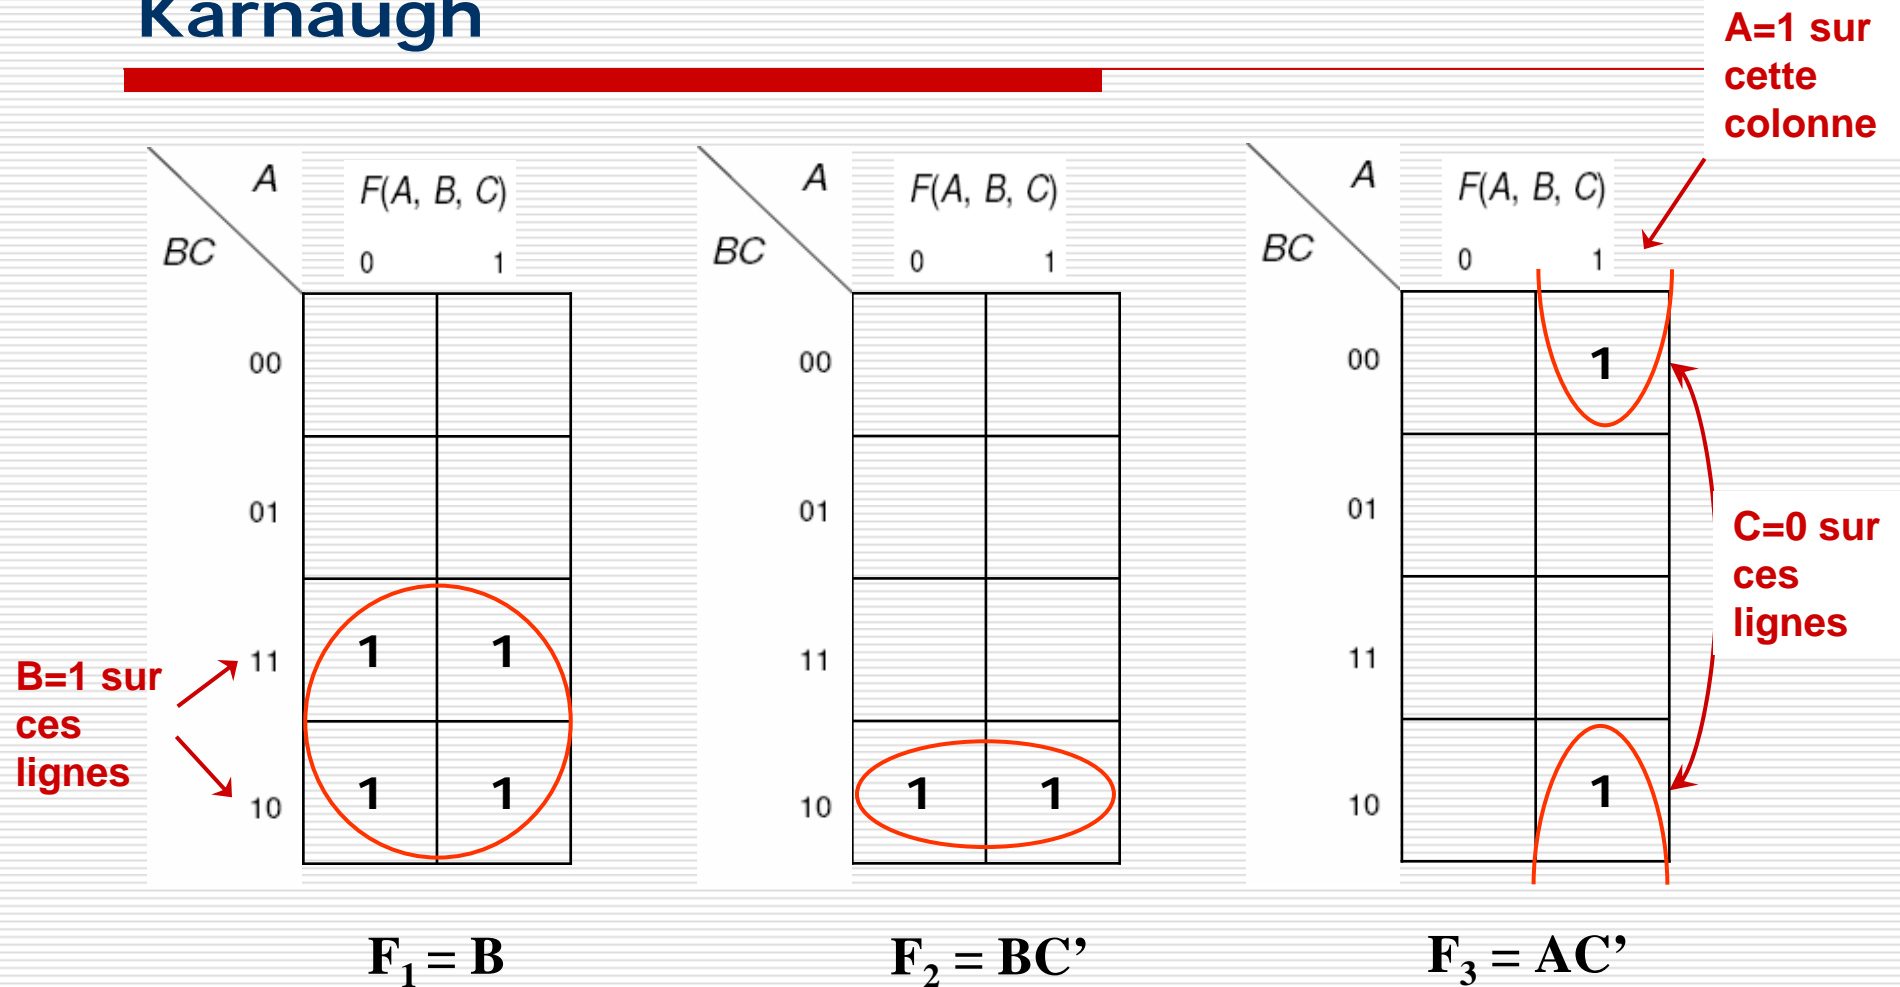 Karnaugh
A=1 sur
cette
colonne
A
F(A, B, C)
BC
0 1
00
01
11
1 1
10
1 1
B=1 sur
ces
lignes
F1 = B
A
F(A, B, C)
BC
0 1
00
01
11
10
1 1
F2 = BC’
A
F(A, B, C)
BC
0 1
00
1
01
11
10
1
C=0 sur
ces
lignes
F3 = AC’